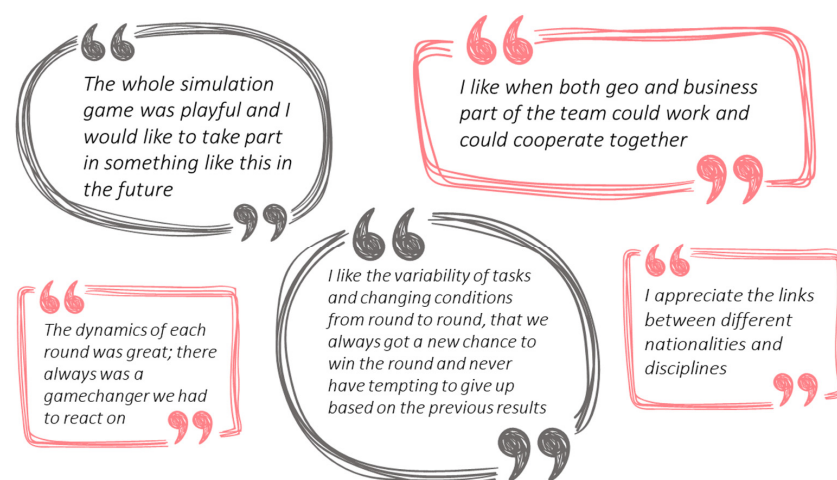 The whole simulation
game was playful and I
would like to take part
in something like this in
the future
I like when both geo and business
part of the team could work and
could cooperate together
The dynamics of each
round was great; there
always was a
gamechanger we had
to react on
I like the variability of tasks
and changing conditions
from round to round, that we
always got a new chance to
win the round and never
have tempting to give up
based on the previous results
I appreciate the links
between different
nationalities and
disciplines